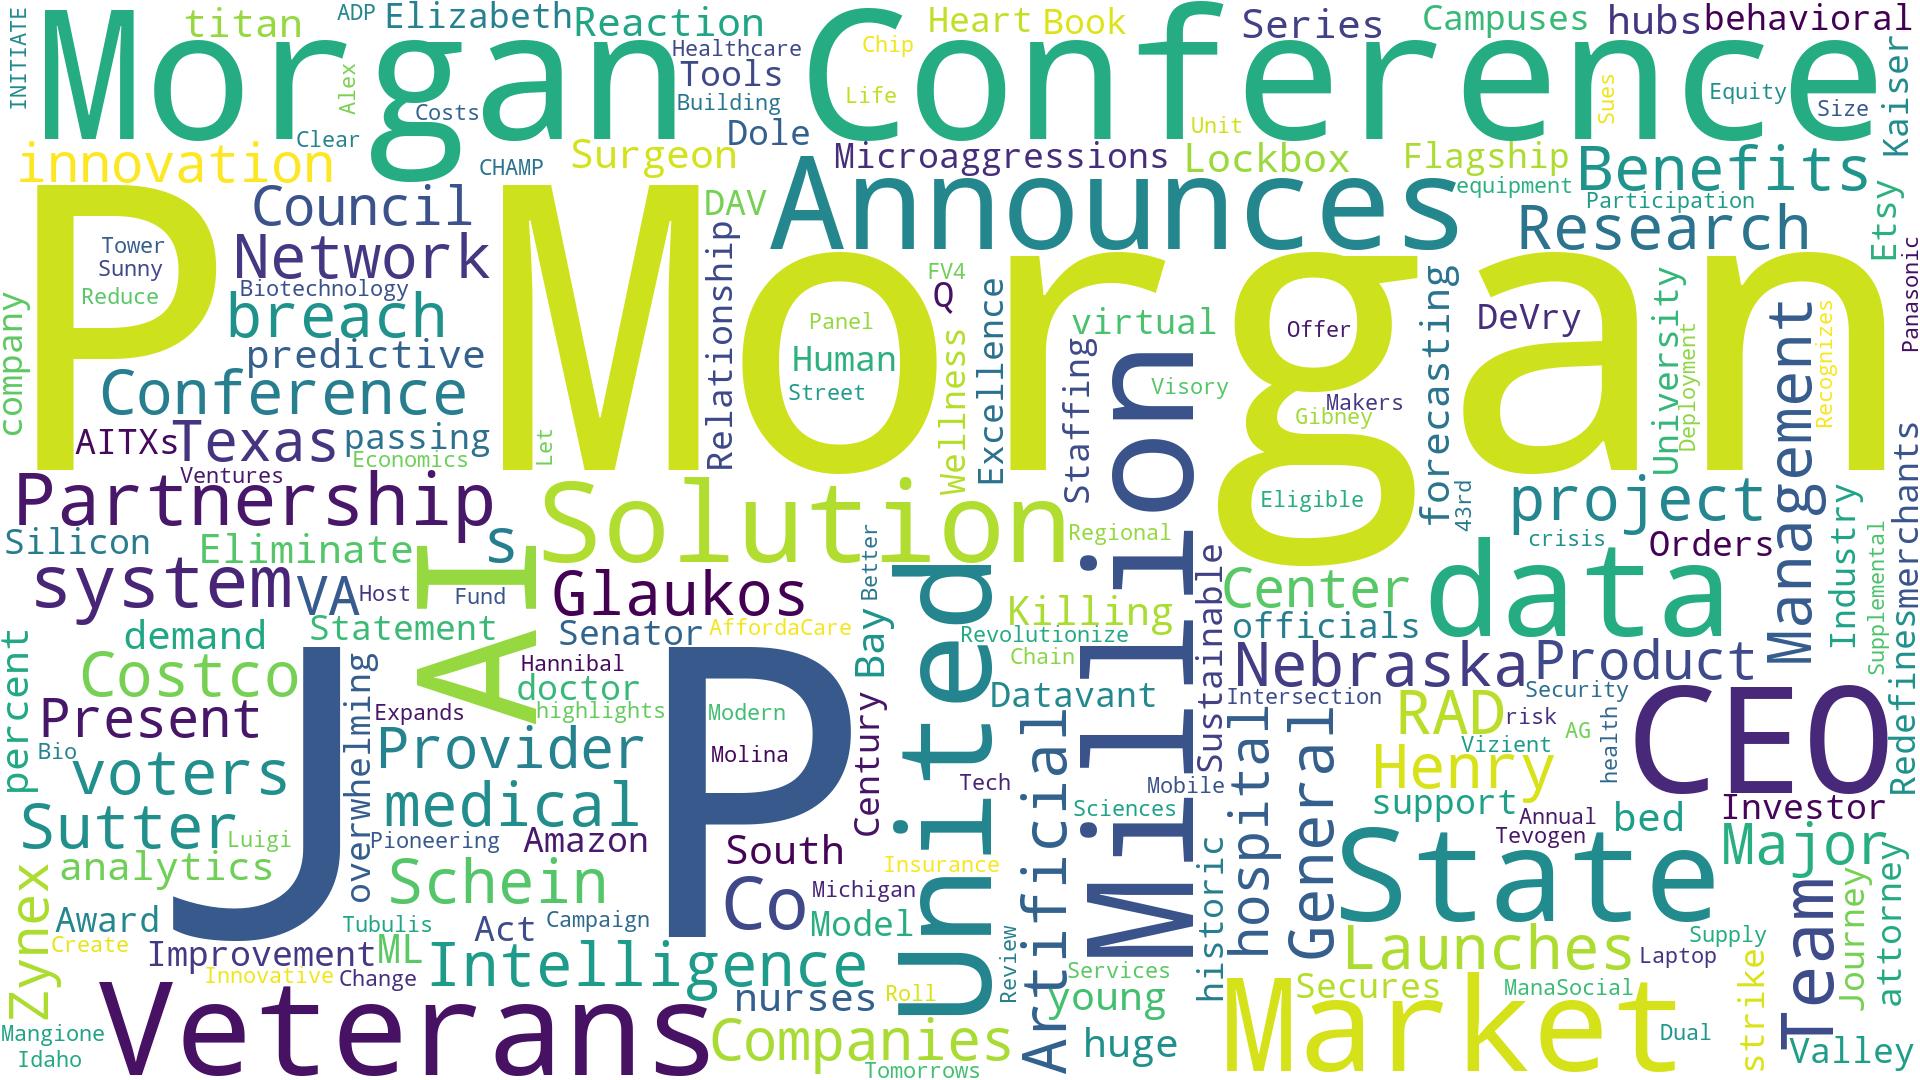 INITIATE
titan
ADP
Elizabeth
Reaction
Heart
Book
Series
Campuses
hubs
behavioral
Morgan Conference
Healthcare
Chip
Tools
Alex
Life
Building
Costs
Sues
Equity
Size
Kaiser
Clear
Dole
Unit
innovation
CHAMP
Surgeon
Microaggressions
Lockbox
Flagship
Benefits
equipment
Participation
Etsy
P Morgan
Council
DAV
Announces
Research
Network
Tower
Sunny
Reduce
Biotechnology
Relationship
FV4
Q
Excellence
breach
predictive
Conference
company
Panel
Human
Street
virtual
Offer
forecasting
DeVry
University
Deployment
Management
Recognizes
Panasonic
Wellness
Staffing
Visory
Makers
Gibney
AITXs
Texas
passing
Economics
Let
Ventures
Partnership
Solution
Million
Eligible
43rd
project
Redefines
merchants
Silicon
Eliminate
s
AI
Regional
crisis
Orders
Industry
Supplemental
system
VA
Host
Fund
Glaukos
Better
united
Sustainable
Center
data
demand
Statement
Senator
AffordaCare
Bay
Killing
Revolutionize
officials
percent
Costco
JP
overwhelming
Hannibal
doctor
highlights
Chain
Nebraska
Product
Present
Expands
Modern
Datavant
Intersection
Security
RAD
risk
AG
CEO
Bio
voters
Provider
Molina
Century
Artificial
hospital
General
Vizient
health
Henry
medical
Tech
Mobile
Sciences
support
Annual
bed
Investor
Sutter
Luigi
Pioneering
Amazon
South
Tevogen
State
Major
analytics
Schein
Insurance
historic
attorney
Zynex
Award
Tubulis
Act
Campaign
Co
Michigan
Model
Review
Team
Journey
Create
Improvement
ML
Launches
Supply
Laptop
Innovative
Change
Intelligence
Services
Secures
ManaSocial
strike
Veterans
nurses
Roll
young
Market
Mangione
Idaho
Companies
Tomorrows
huge
Dual
Valley